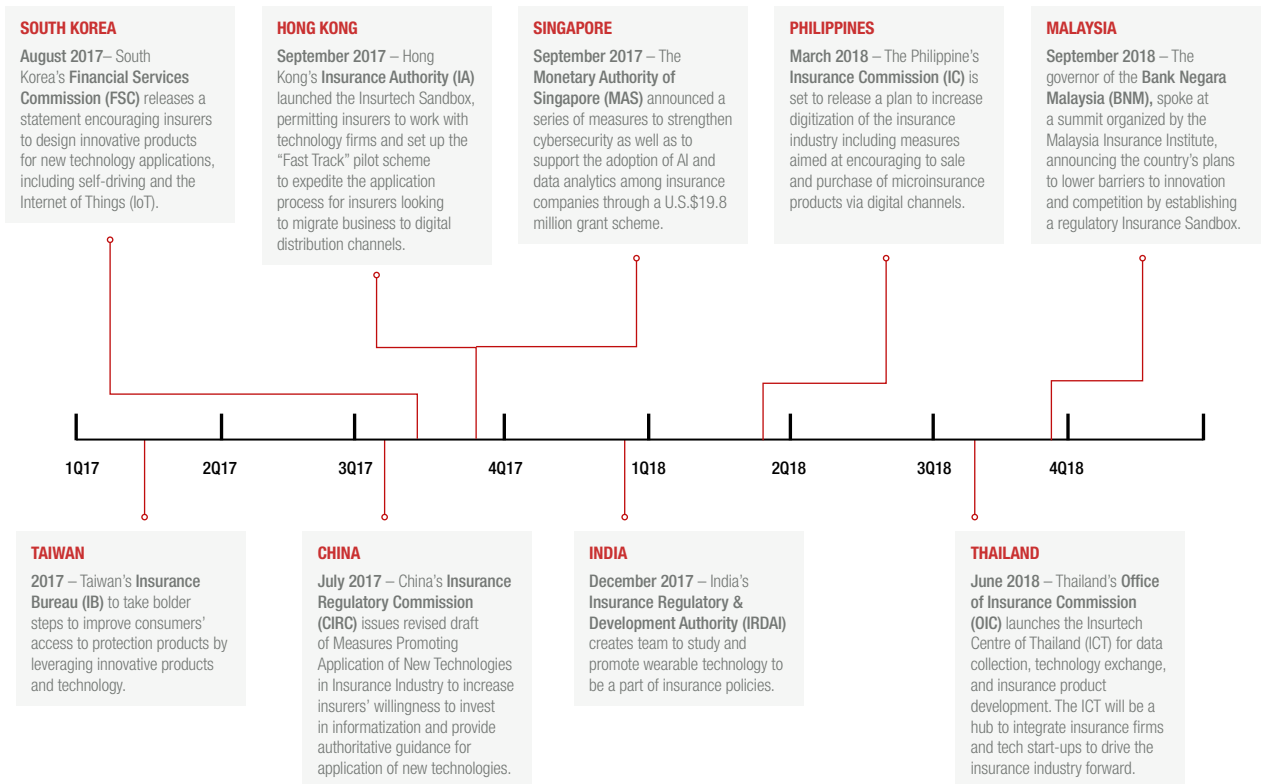 SOUTH KOREA
August 2017– South
Korea's Financial Services
Commission (FSC) releases a
statement encouraging insurers
to design innovative products
for new technology applications,
including self-driving and the
Internet of Things (IoT).
HONG KONG
September 2017 – Hong
Kong's Insurance Authority (IA)
launched the Insurtech Sandbox,
permitting insurers to work with
technology firms and set up the
"Fast Track" pilot scheme
to expedite the application
process for insurers looking
to migrate business to digital
distribution channels.
SINGAPORE
September 2017 – The
Monetary Authority of
Singapore (MAS) announced a
series of measures to strengthen
cybersecurity as well as to
support the adoption of AI and
data analytics among insurance
companies through a U.S.$19.8
million grant scheme.
PHILIPPINES
March 2018 – The Philippine's
Insurance Commission (IC) is
set to release a plan to increase
digitization of the insurance
industry including measures
aimed at encouraging to sale
and purchase of microinsurance
products via digital channels.
MALAYSIA
September 2018 – The
governor of the Bank Negara
Malaysia (BNM), spoke at
a summit organized by the
Malaysia Insurance Institute,
announcing the country's plans
to lower barriers to innovation
and competition by establishing
a regulatory Insurance Sandbox.
1Q17
2Q17
3Q17
4Q17
1Q18
2Q18
3Q18
4Q18
TAIWAN
2017 – Taiwan's Insurance
Bureau (IB) to take bolder
steps to improve consumers'
access to protection products by
leveraging innovative products
and technology.
CHINA
July 2017 – China's Insurance
Regulatory Commission
(CIRC) issues revised draft
of Measures Promoting
Application of New Technologies
in Insurance Industry to increase
insurers' willingness to invest
in informatization and provide
authoritative guidance for
application of new technologies.
INDIA
December 2017 – India's
Insurance Regulatory &
Development Authority (IRDAI)
creates team to study and
promote wearable technology to
be a part of insurance policies.
THAILAND
June 2018 – Thailand's Office
of Insurance Commission
(OIC) launches the Insurtech
Centre of Thailand (ICT) for data
collection, technology exchange,
and insurance product
development. The ICT will be a
hub to integrate insurance firms
and tech start-ups to drive the
insurance industry forward.